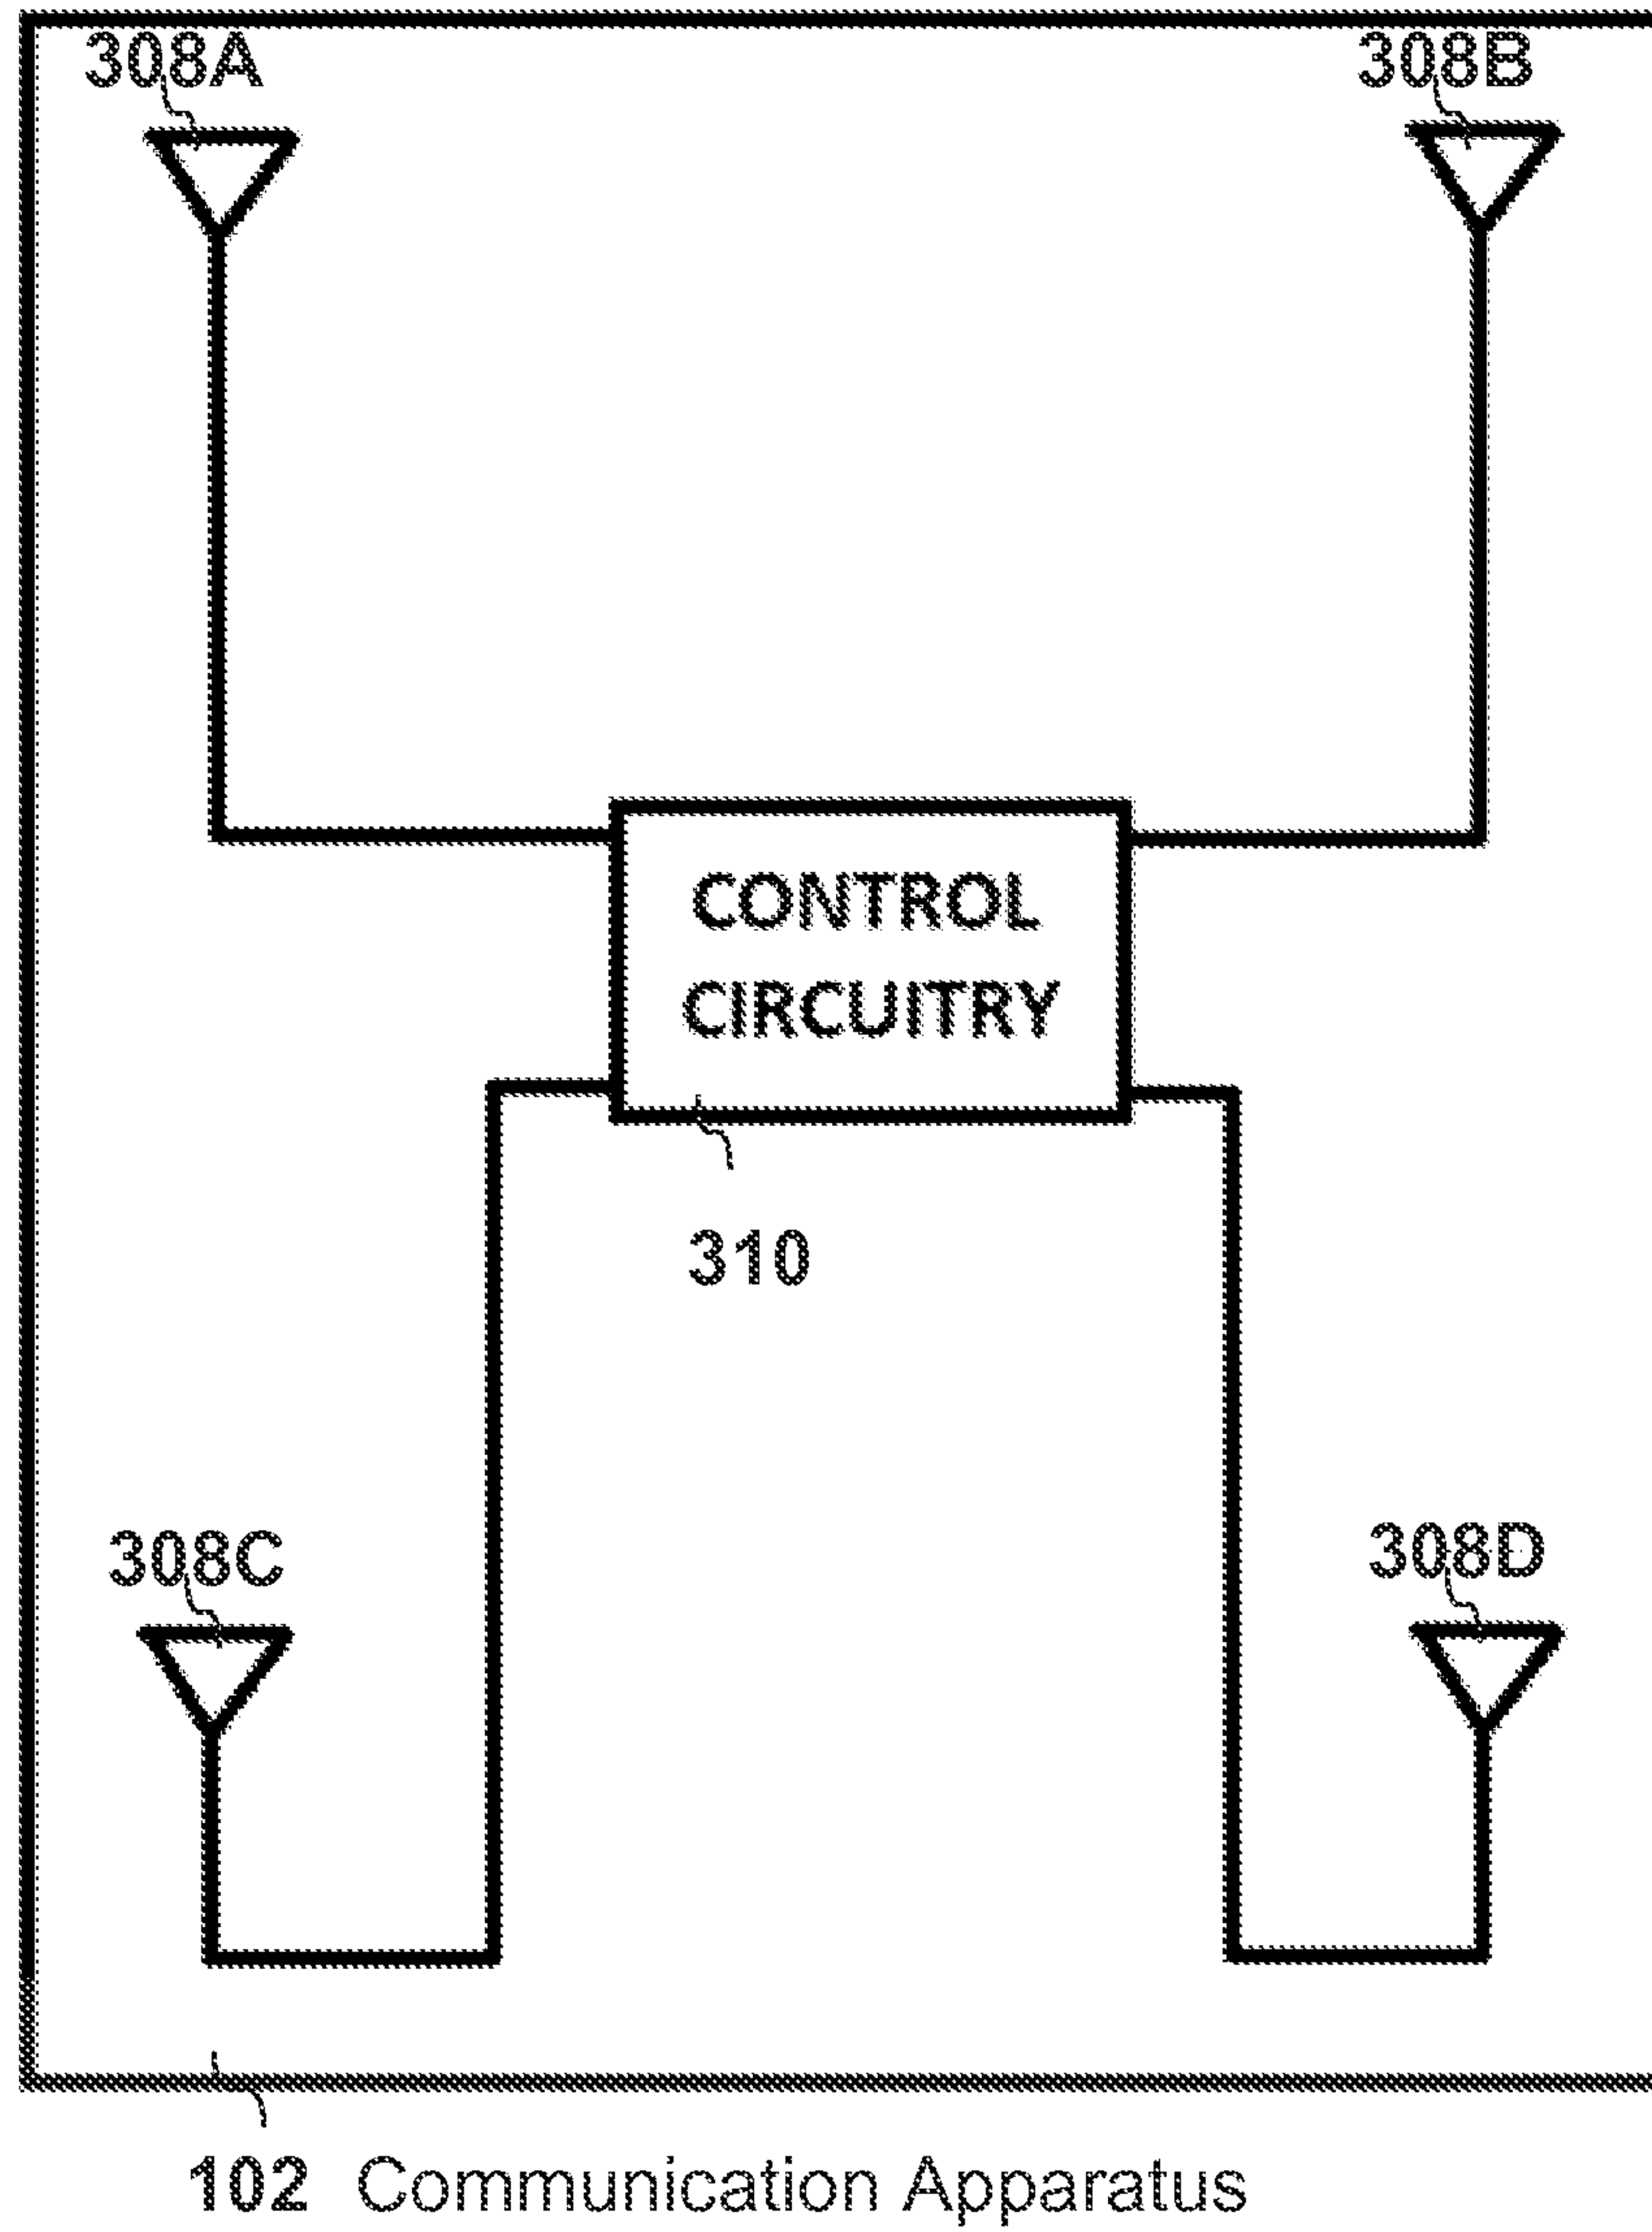 308A
308B
CONTROL
CIRCUITRY
310
308C
308D
102 Communication Apparatus